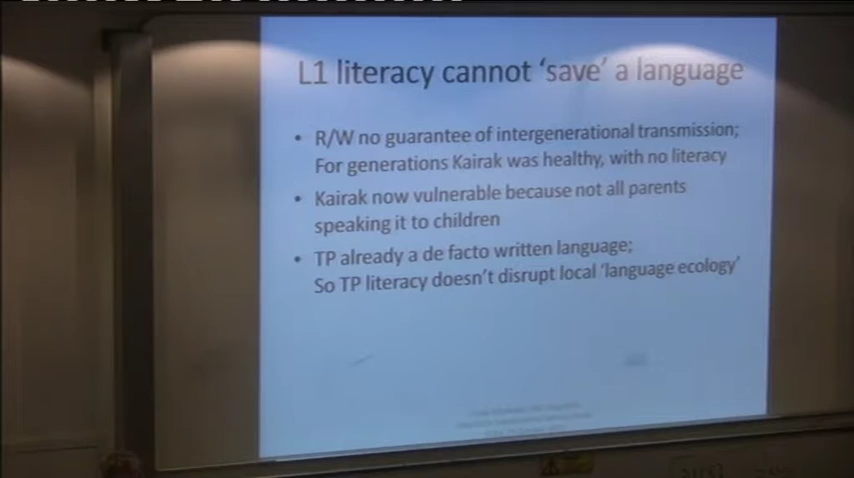 L1 literacy cannot ‘save’ a language
• R/W no guarantee of intergenerational transmission;
For generations Kairak was healthy, with no literacy
• Kairak now vulnerable because not all parents
speaking it to children
• TP already a de facto written language;
So TP literacy doesn’t disrupt local ‘language ecology’